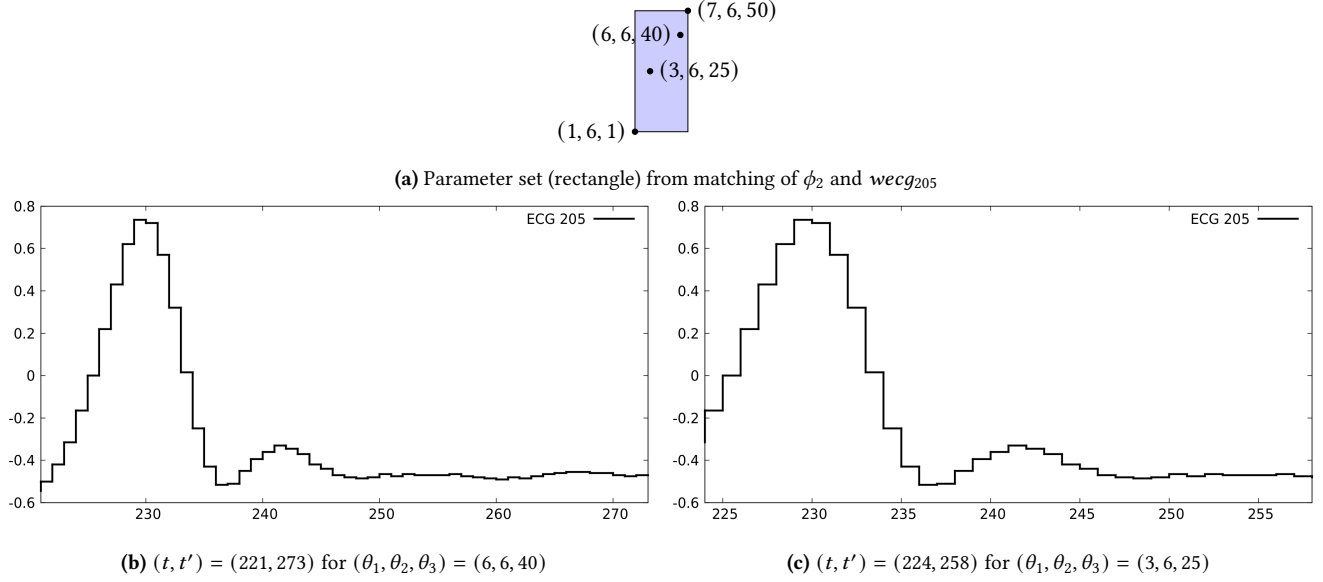 (7, 6, 50)
(6, 6, 40)
(3, 6, 25)
(1, 6, 1)
(a) Parameter set (rectangle) from matching of ϕ₂ and wecg₂₀₅
0.8
0.6
0.4
0.2
0
-0.2
-0.4
-0.6
ECG 205
230 240 250 260 270
0.8
0.6
0.4
0.2
0
-0.2
-0.4
-0.6
ECG 205
225 230 235 240 245 250 255
(b) (t, t′) = (221, 273) for (θ₁, θ₂, θ₃) = (6, 6, 40)
(c) (t, t′) = (224, 258) for (θ₁, θ₂, θ₃) = (3, 6, 25)